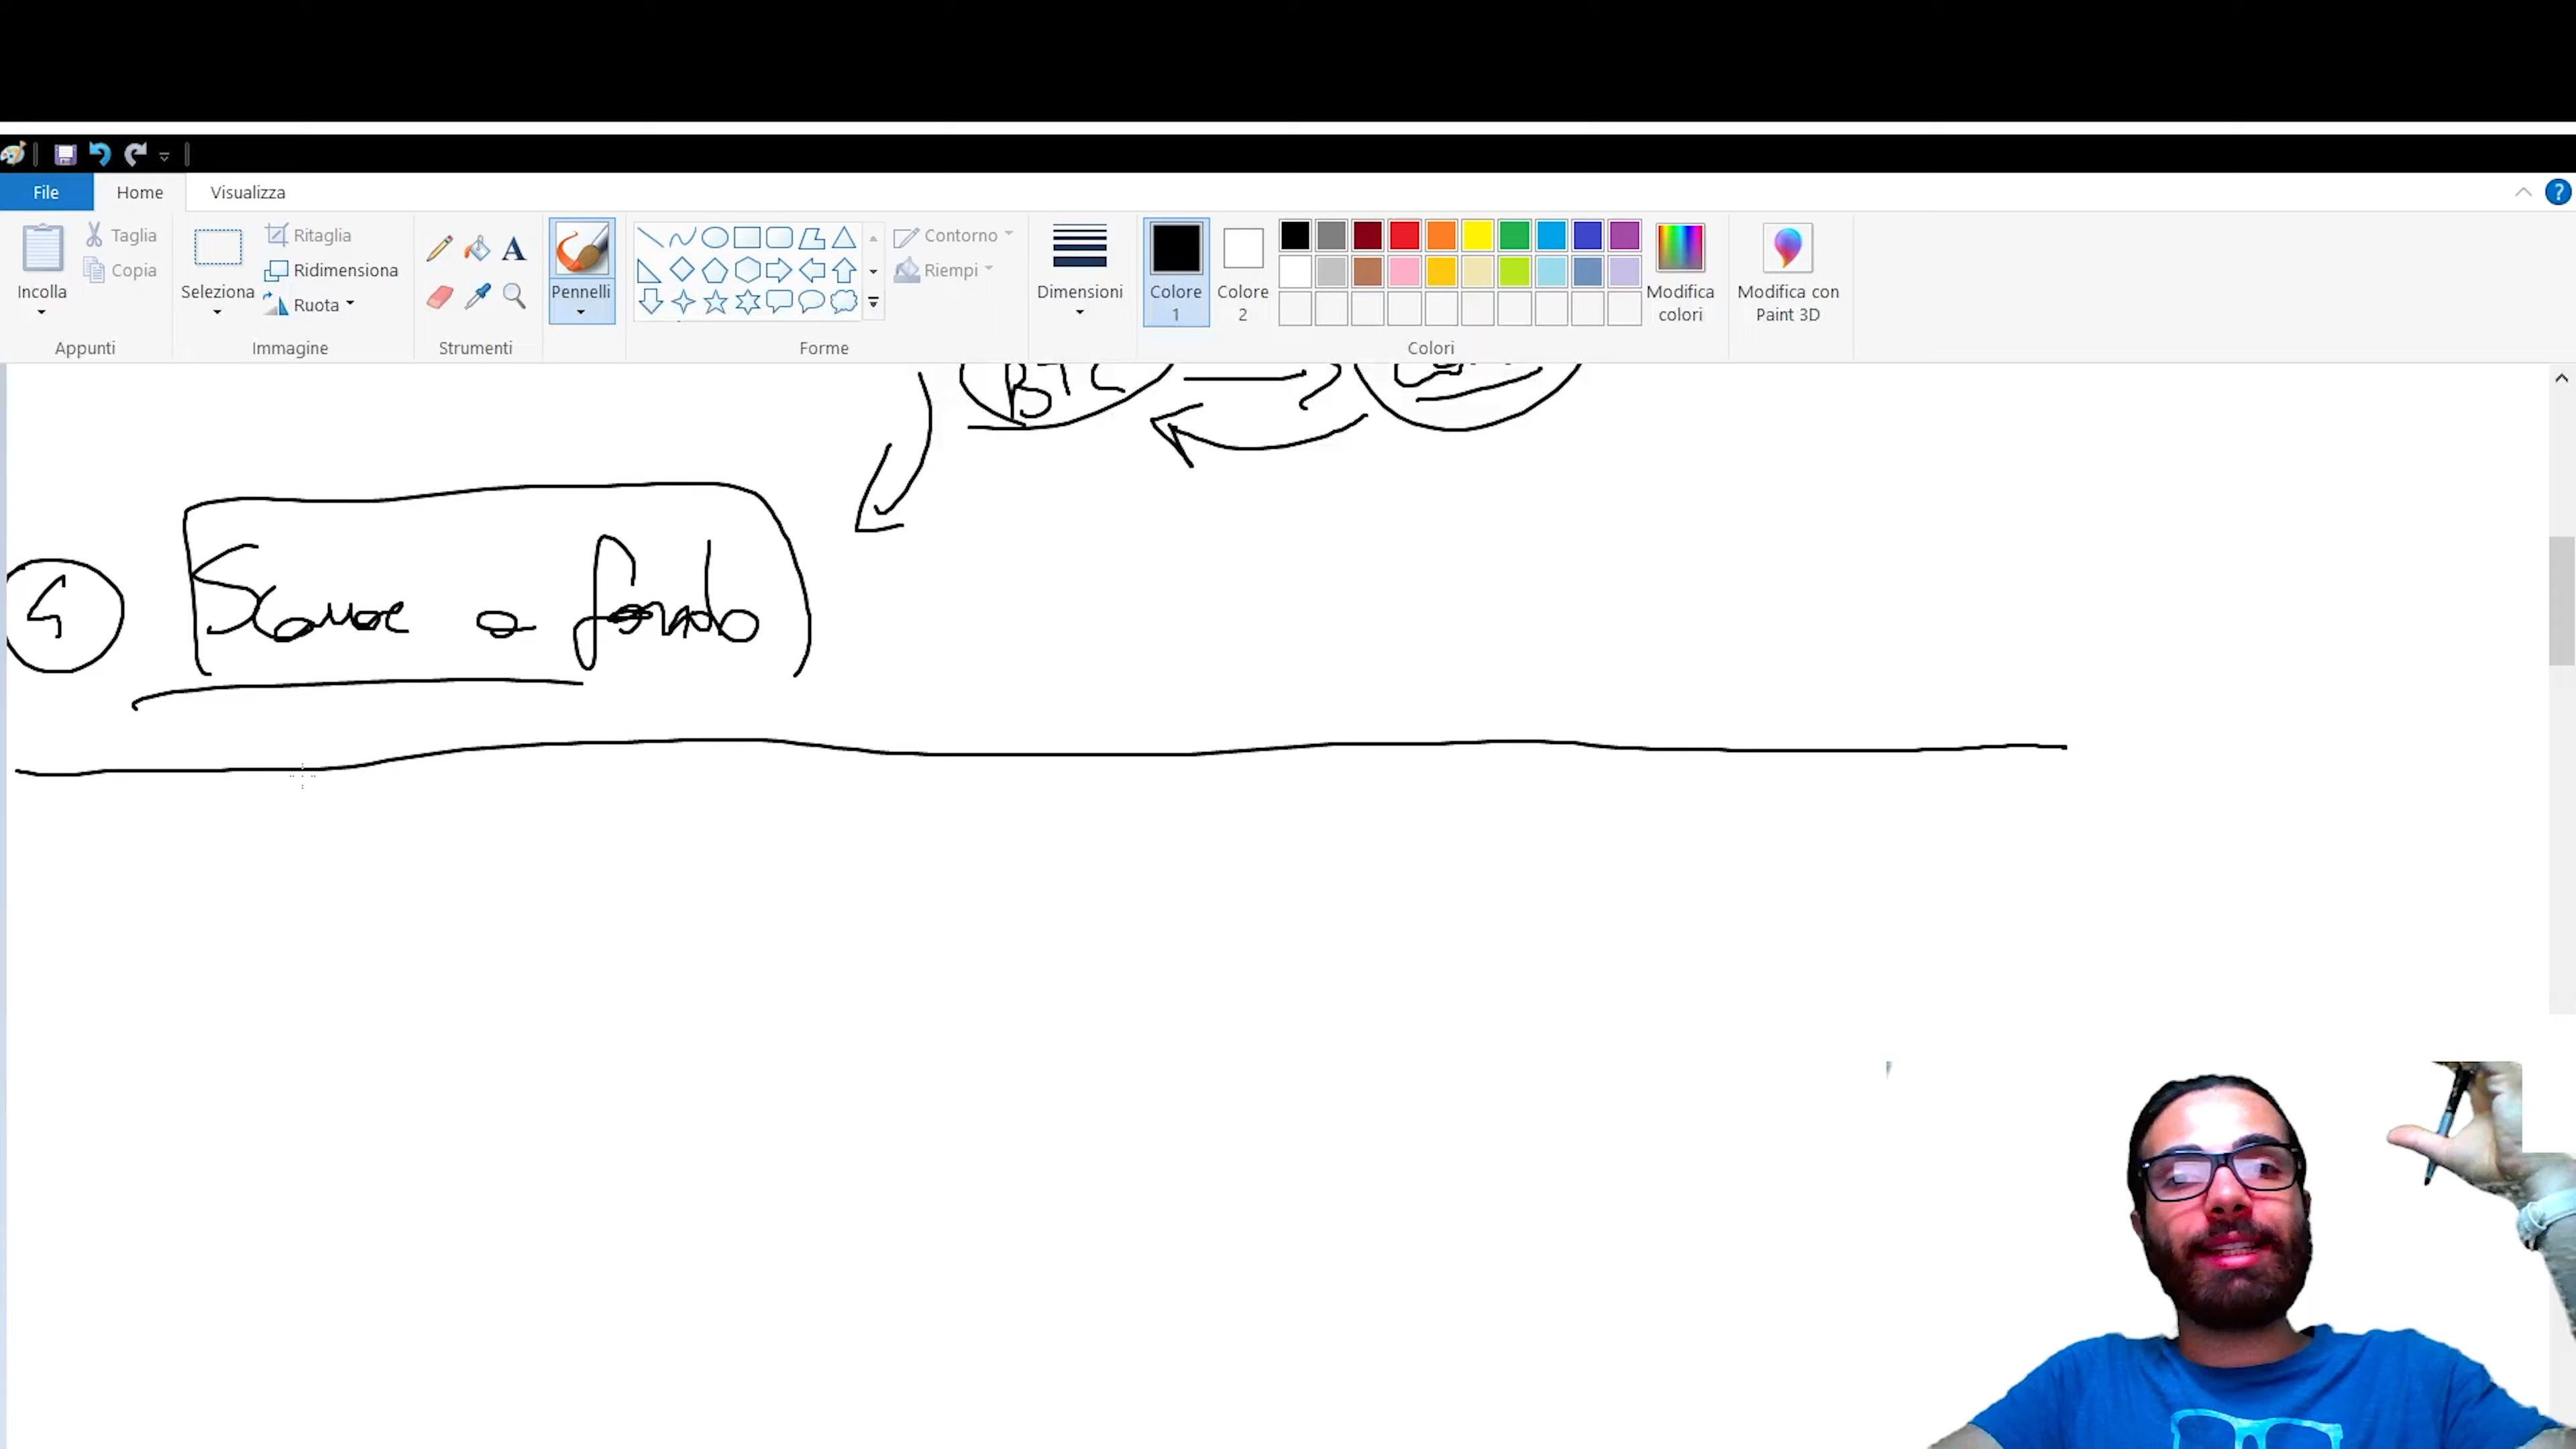 File Home Visualizza
Incolla
Taglia
Copia
Appunti
Seleziona
Ritaglia
Ridimensiona
Ruota
Immagine
Strumenti
Pennelli
Forme
Contorno
Riempi
Dimensioni
Colore
1
Colore
2
Modifica
colori
Colori
Modifica con
Paint 3D
BTC
4 Scavare a fondo